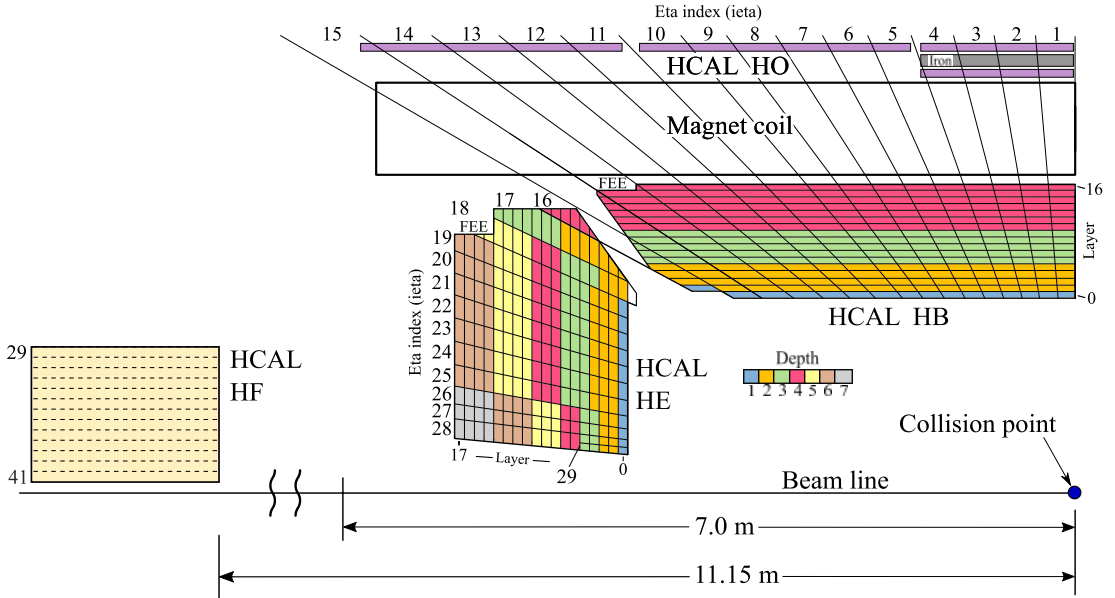 Eta index (ieta)
15 14 13 12 11 10 9 8 7 6 5 4 3 2 1
HCAL HO
Iron
Magnet coil
FEE
16
Layer
0
HCAL HB
18 17 16
FEE
19
20
21
22
23
24
25
26
27
28
Eta index (ieta)
17 Layer 0
29
HCAL
HE
29
HCAL
HF
41
Depth
1 2 3 4 5 6 7
Collision point
Beam line
7.0 m
11.15 m